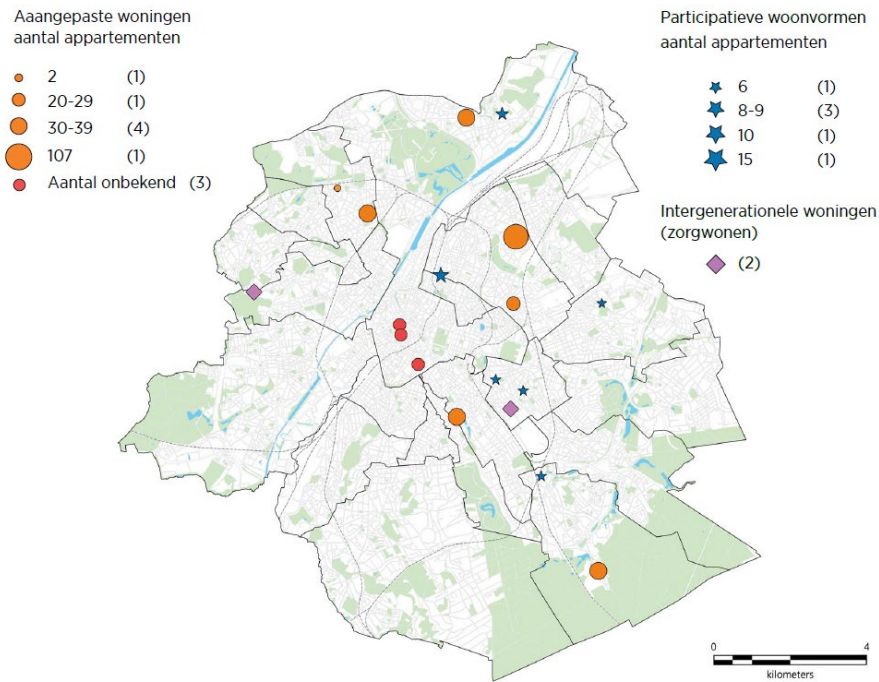 Aaangepaste woningen
aantal appartementen
2 (1)
20-29 (1)
30-39 (4)
107 (1)
Aantal onbekend (3)
Participatieve woonvormen
aantal appartementen
6 (1)
8-9 (3)
10 (1)
15 (1)
Intergenerationele woningen
(zorgwonen)
(2)
0 4
kilometers